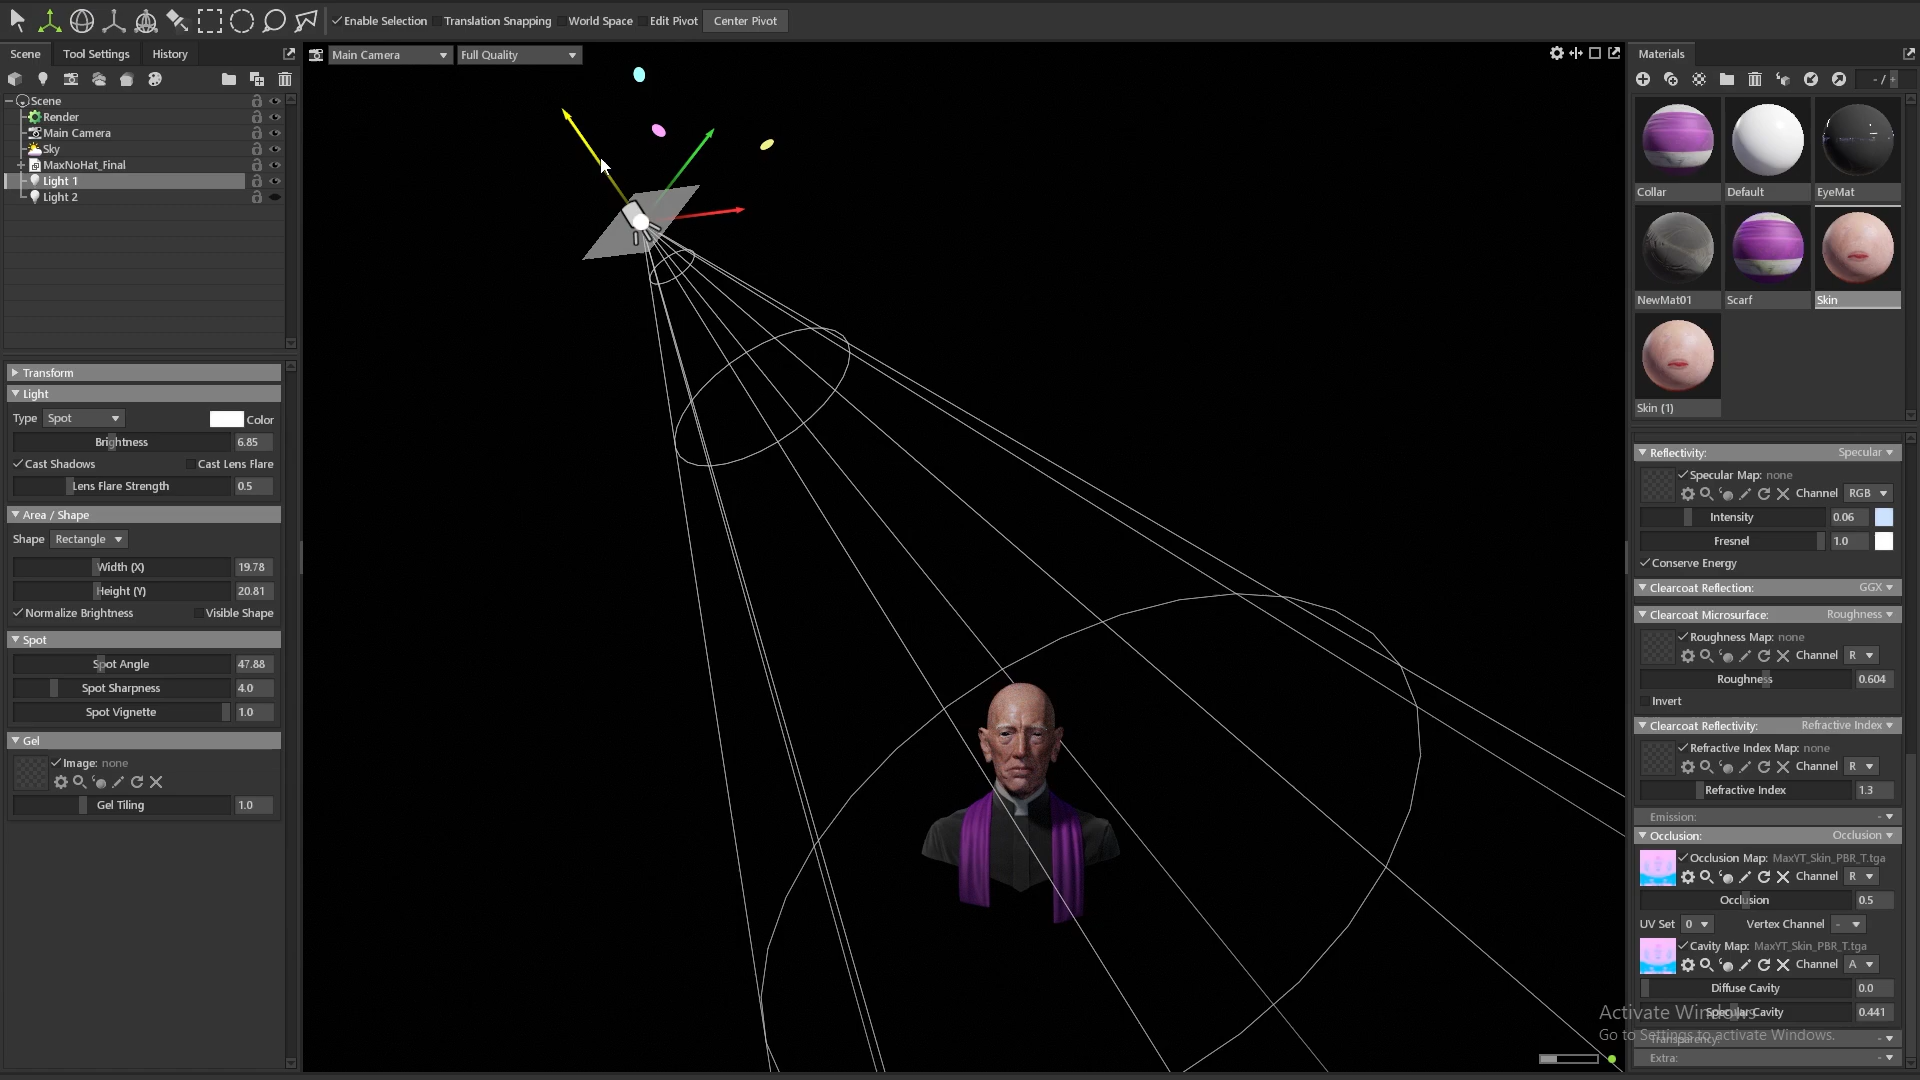 Enable Selection Translation Snapping World Space Edit Pivot Center Pivot
Scene Tool Settings History
Main Camera Full Quality
Materials
- /
Scene
Render
Main Camera
Sky
MaxNoHat_Final
Light 1
Light 2
Transform
Light
Type Spot Color
Brightness 6.85
Cast Shadows Cast Lens Flare
Lens Flare Strength 0.5
Area / Shape
Shape Rectangle
Width (X) 19.78
Height (Y) 20.81
Normalize Brightness Visible Shape
Spot
Spot Angle 47.88
Spot Sharpness 4.0
Spot Vignette 1.0
Gel
Image: none
Gel Tiling 1.0
Collar Default EyeMat
NewMat01 Scarf Skin
Skin (1)
Reflectivity: Specular
Specular Map: none
Channel RGB
Intensity 0.06
Fresnel 1.0
Conserve Energy
Clearcoat Reflection: GGX
Clearcoat Microsurface: Roughness
Roughness Map: none
Channel R
Roughness 0.604
Invert
Clearcoat Reflectivity: Refractive Index
Refractive Index Map: none
Channel R
Refractive Index 1.3
Emission: -
Occlusion: Occlusion
Occlusion Map: MaxYT_Skin_PBR_T.tga
Channel R
Occlusion 0.5
UV Set 0 Vertex Channel -
Cavity Map: MaxYT_Skin_PBR_T.tga
Channel A
Diffuse Cavity 0.0
Specular Cavity 0.441
Activate Windows
Go to Settings to activate Windows.
Transparency: -
Extra: -